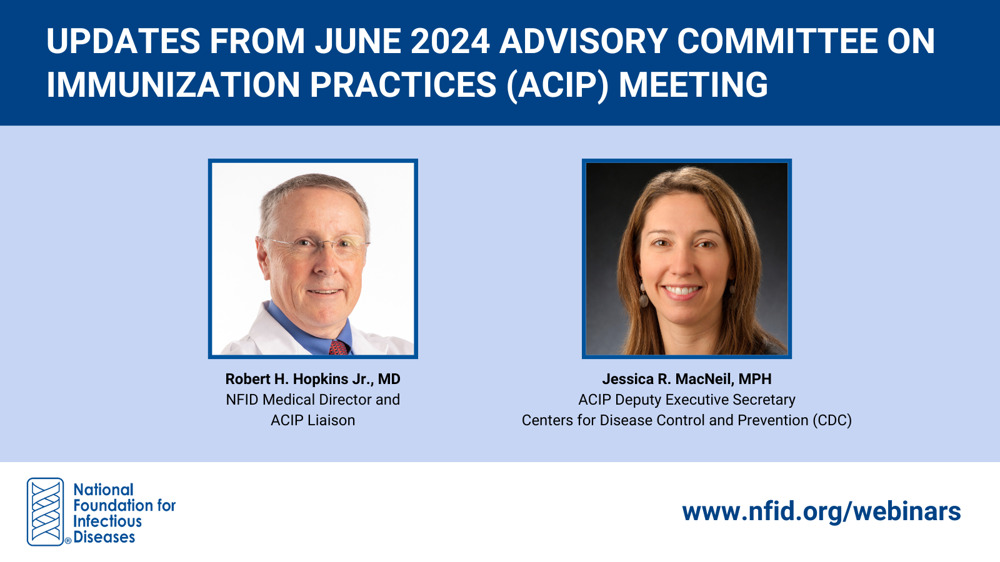 UPDATES FROM JUNE 2024 ADVISORY COMMITTEE ON
IMMUNIZATION PRACTICES (ACIP) MEETING
Robert H. Hopkins Jr., MD
NFID Medical Director and
ACIP Liaison
Jessica R. MacNeil, MPH
ACIP Deputy Executive Secretary
Centers for Disease Control and Prevention (CDC)
National
Foundation for
Infectious
®Diseases
www.nfid.org/webinars